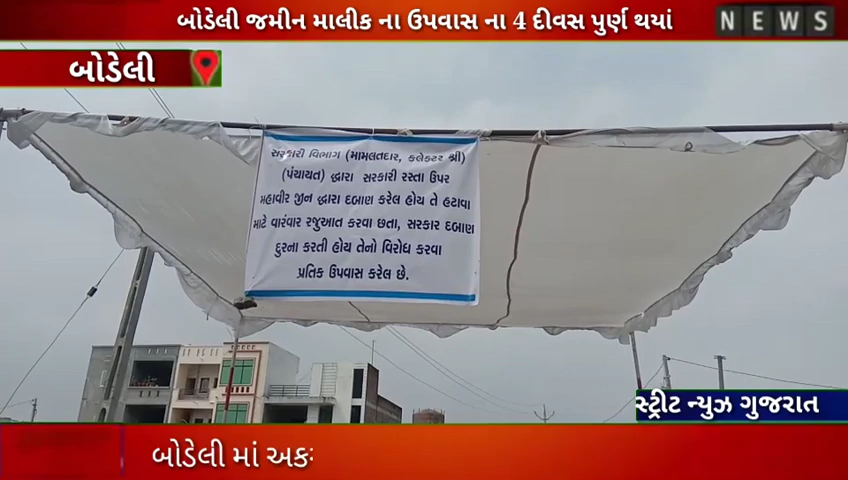 બોડેલી જમીન માલીક ના ઉપવાસ ના 4 દીવસ પુર્ણ થયાં
NEWS
બોડેલી
સરકારી વિભાગ (મામલતદાર, કલેક્ટર શ્રી)
(પંચાયત) દ્વારા સરકારી રસ્તા ઉપર
મહાવીર જીન દ્વારા દબાણ કરેલ હોય તે હટાવા
માટે વારંવાર રજુઆત કરવા છતા, સરકાર દબાણ
દુરના કરતી હોય તેનો વિરોધ કરવા
પ્રતિક ઉપવાસ કરેલ છે.
સ્ટ્રીટ ન્યુઝ ગુજરાત
બોડેલી માં